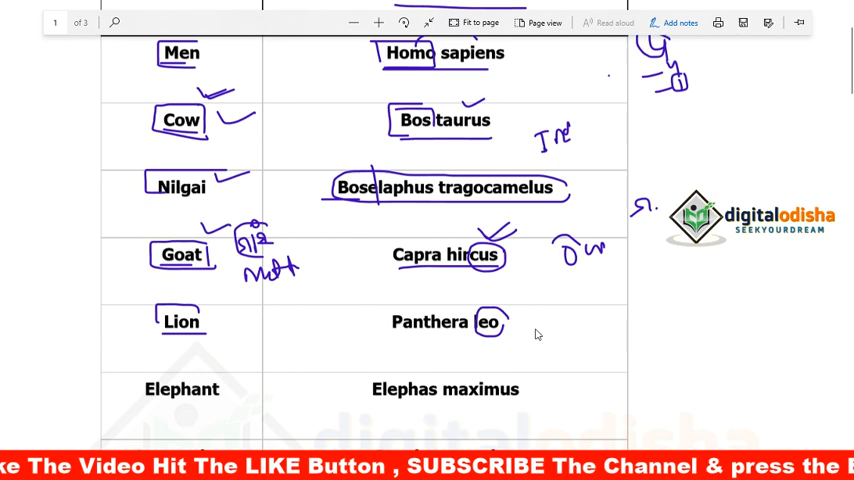 1 of 3
Fit to page
Page view
Read aloud
Add notes
Men Homo sapiens
Cow Bos taurus
Nilgai Boselaphus tragocamelus
digitalodisha
SEEKYOURDREAM
Goat Capra hircus
Lion Panthera leo
Elephant Elephas maximus
ke The Video Hit The LIKE Button , SUBSCRIBE The Channel & press the B